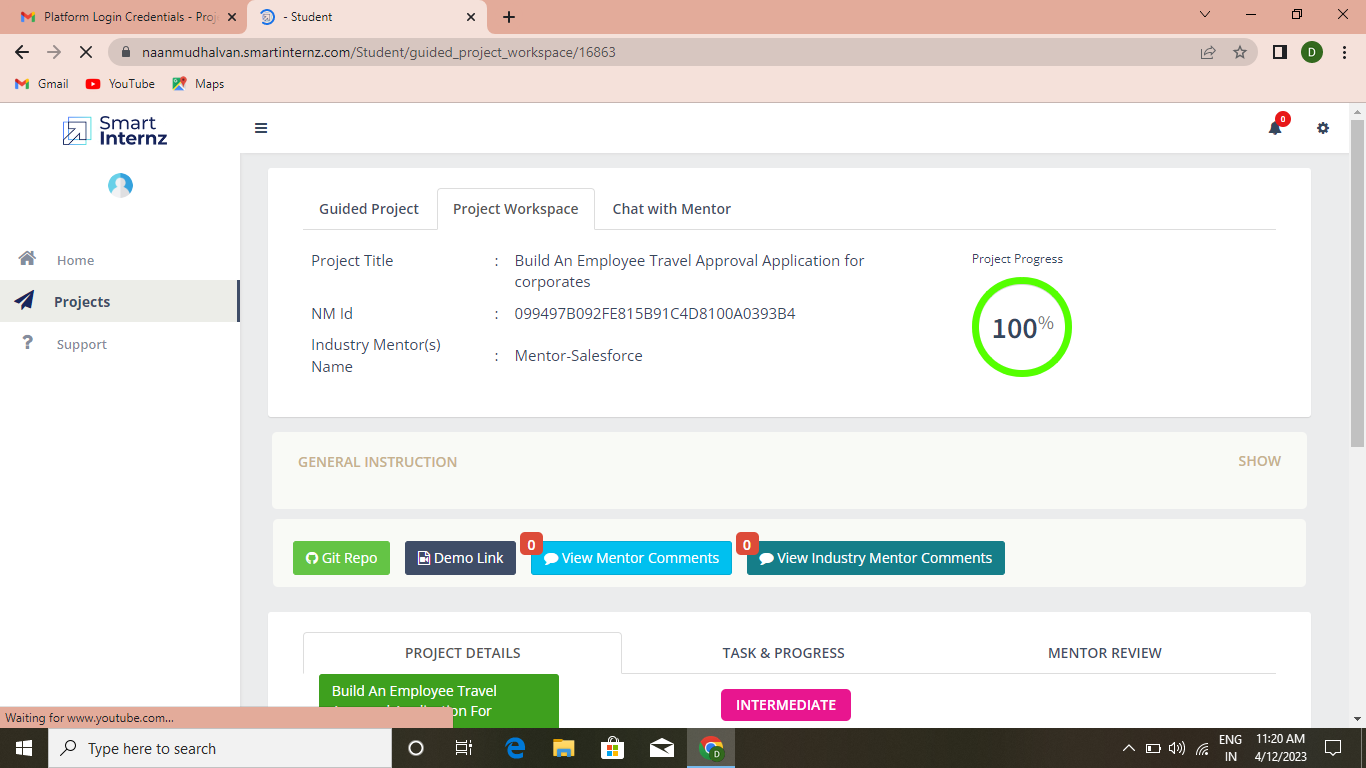 Platform Login Credentials - Proj
- Student
naanmudhalvan.smartinternz.com/Student/guided_project_workspace/16863
D
Gmail
YouTube
Maps
Smart
Internz
0
Home
Projects
Support
Guided Project
Project Workspace
Chat with Mentor
Project Title : Build An Employee Travel Approval Application for
corporates
NM Id : 099497B092FE815B91C4D8100A0393B4
Industry Mentor(s)
Name : Mentor-Salesforce
Project Progress
100%
GENERAL INSTRUCTION
SHOW
Git Repo
Demo Link
0
View Mentor Comments
0
View Industry Mentor Comments
PROJECT DETAILS
TASK & PROGRESS
MENTOR REVIEW
Build An Employee Travel
INTERMEDIATE
Waiting for www.youtube.com...
Type here to search
D
ENG
IN
11:20 AM
4/12/2023